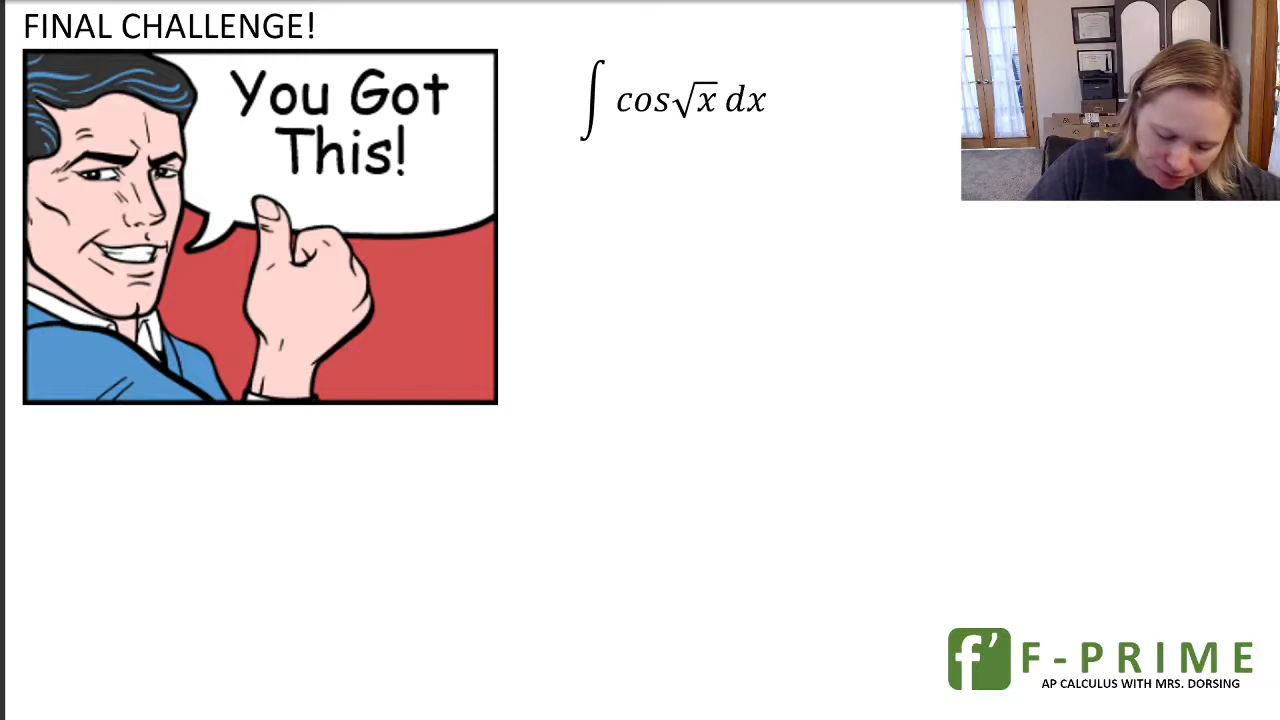 FINAL CHALLENGE!
You Got
This!
∫ cos√x dx
f’ F-PRIME
AP CALCULUS WITH MRS. DORSING